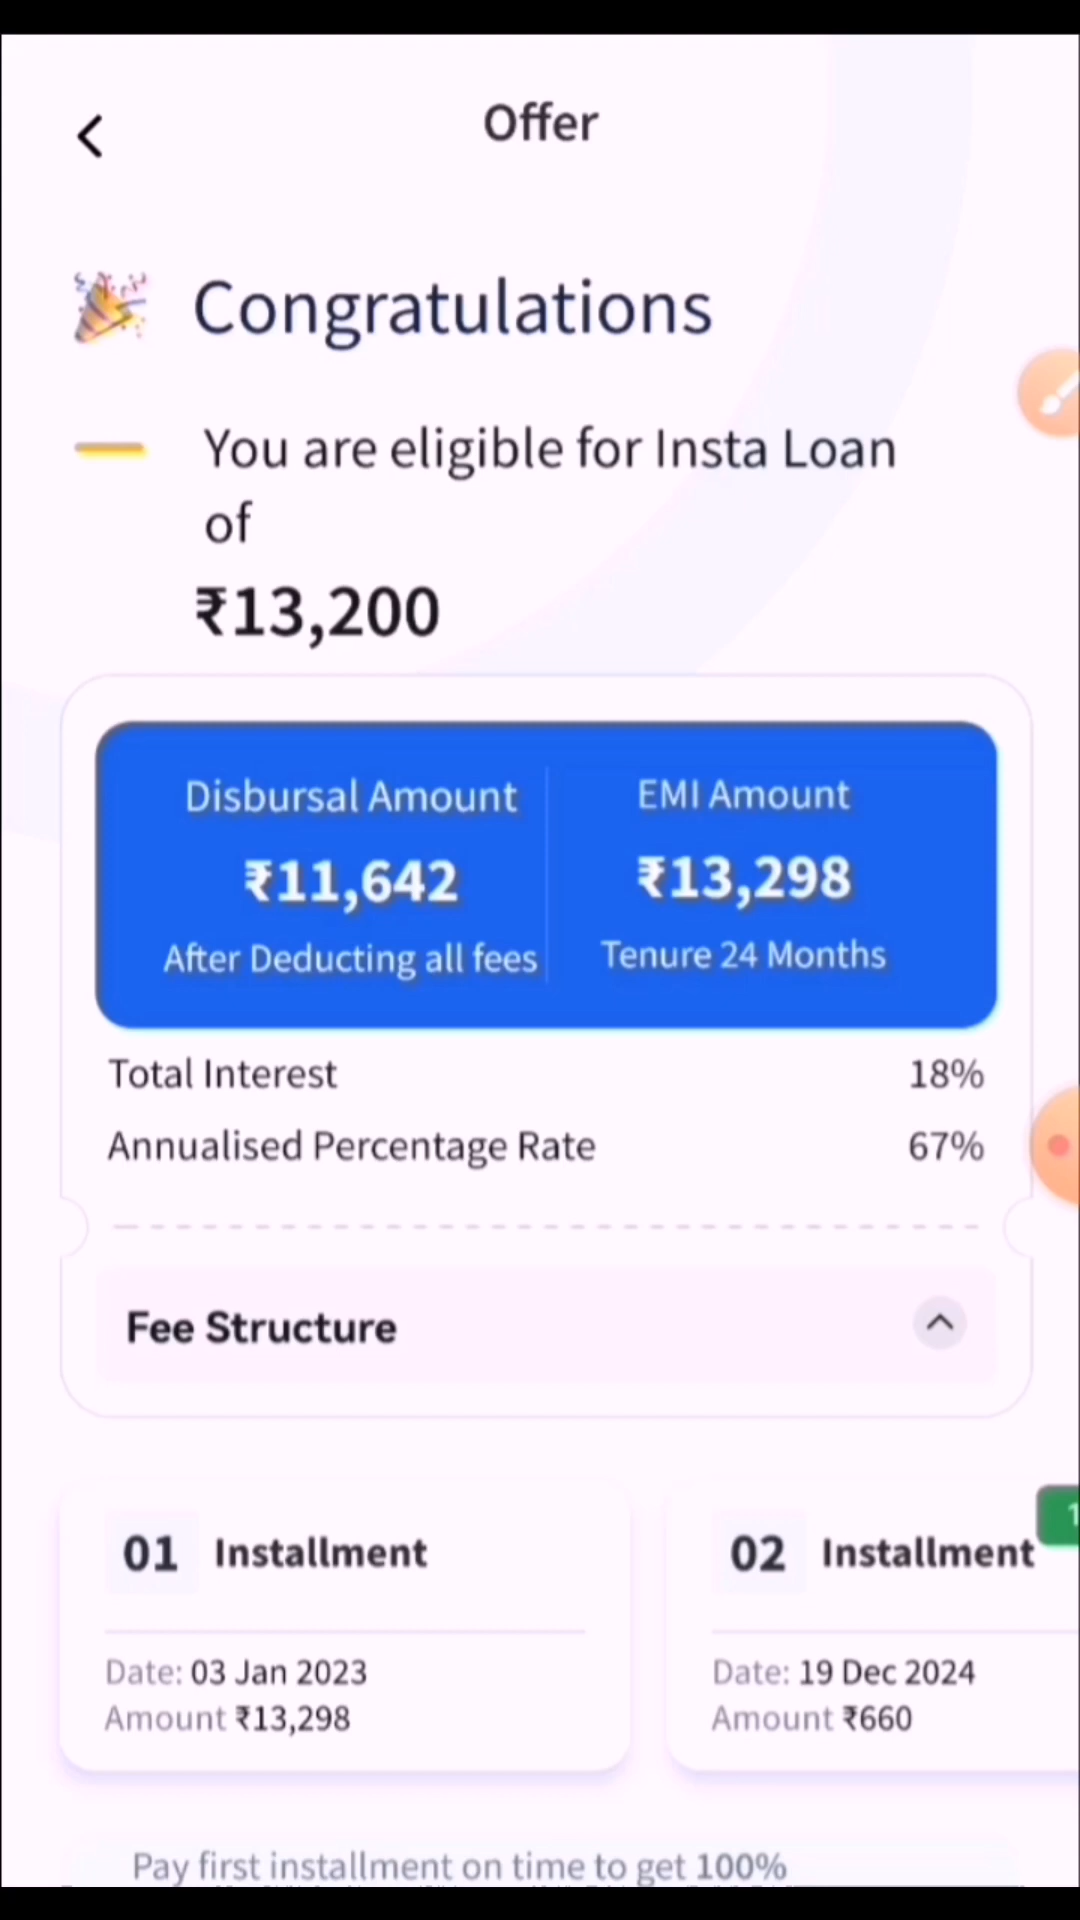 Offer
Congratulations
You are eligible for Insta Loan
of
₹13,200
Disbursal Amount
₹11,642
After Deducting all fees
EMI Amount
₹13,298
Tenure 24 Months
Total Interest 18%
Annualised Percentage Rate 67%
Fee Structure
01 Installment
Date: 03 Jan 2023
Amount ₹13,298
02 Installment
Date: 19 Dec 2024
Amount ₹660
Pay first installment on time to get 100%